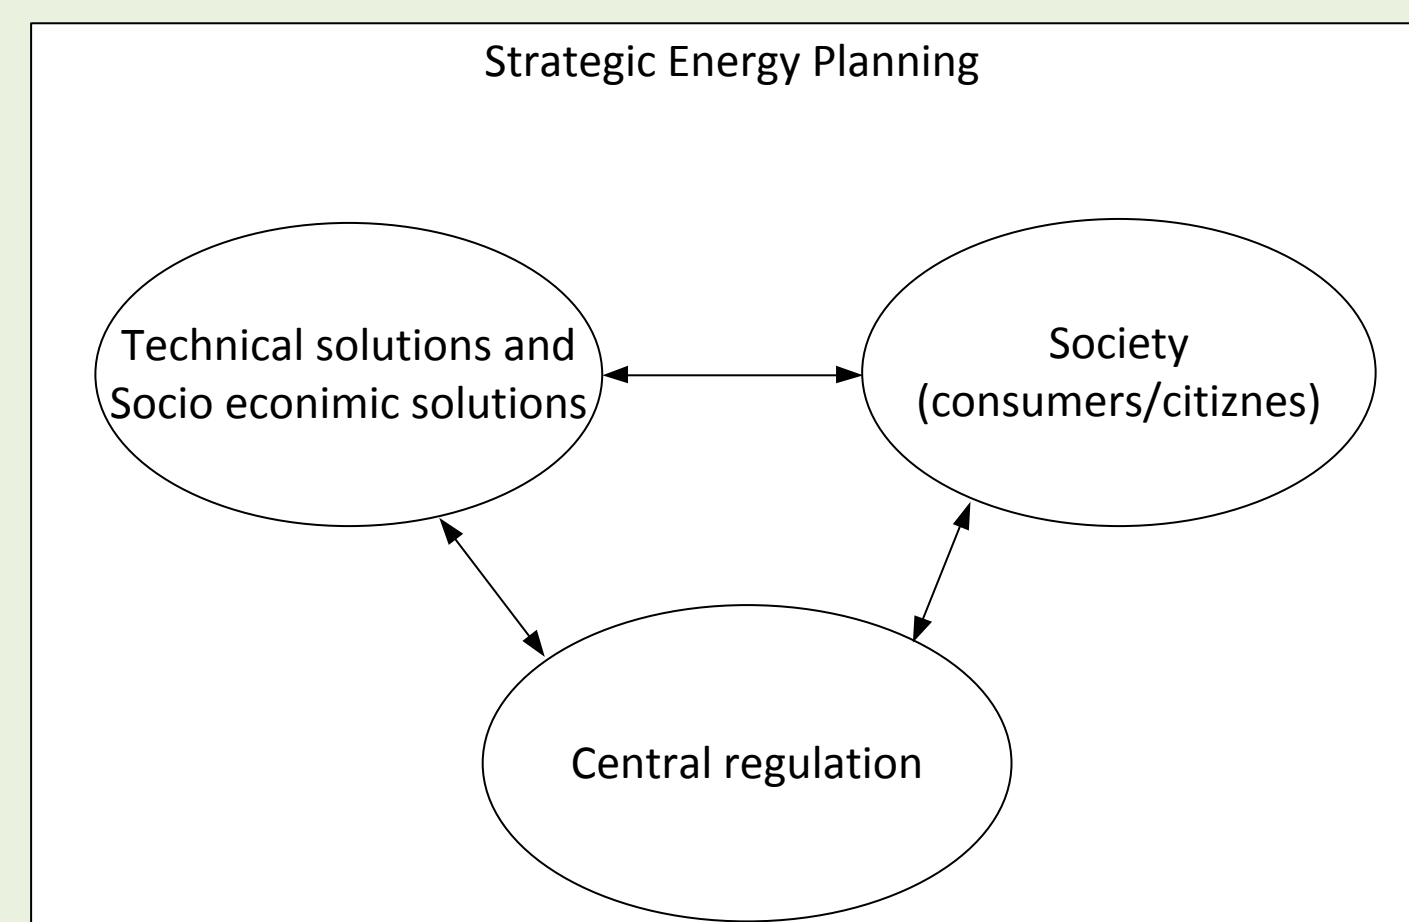 Strategic Energy Planning
Technical solutions and
Socio econimic solutions
Society
(consumers/citiznes)
Central regulation